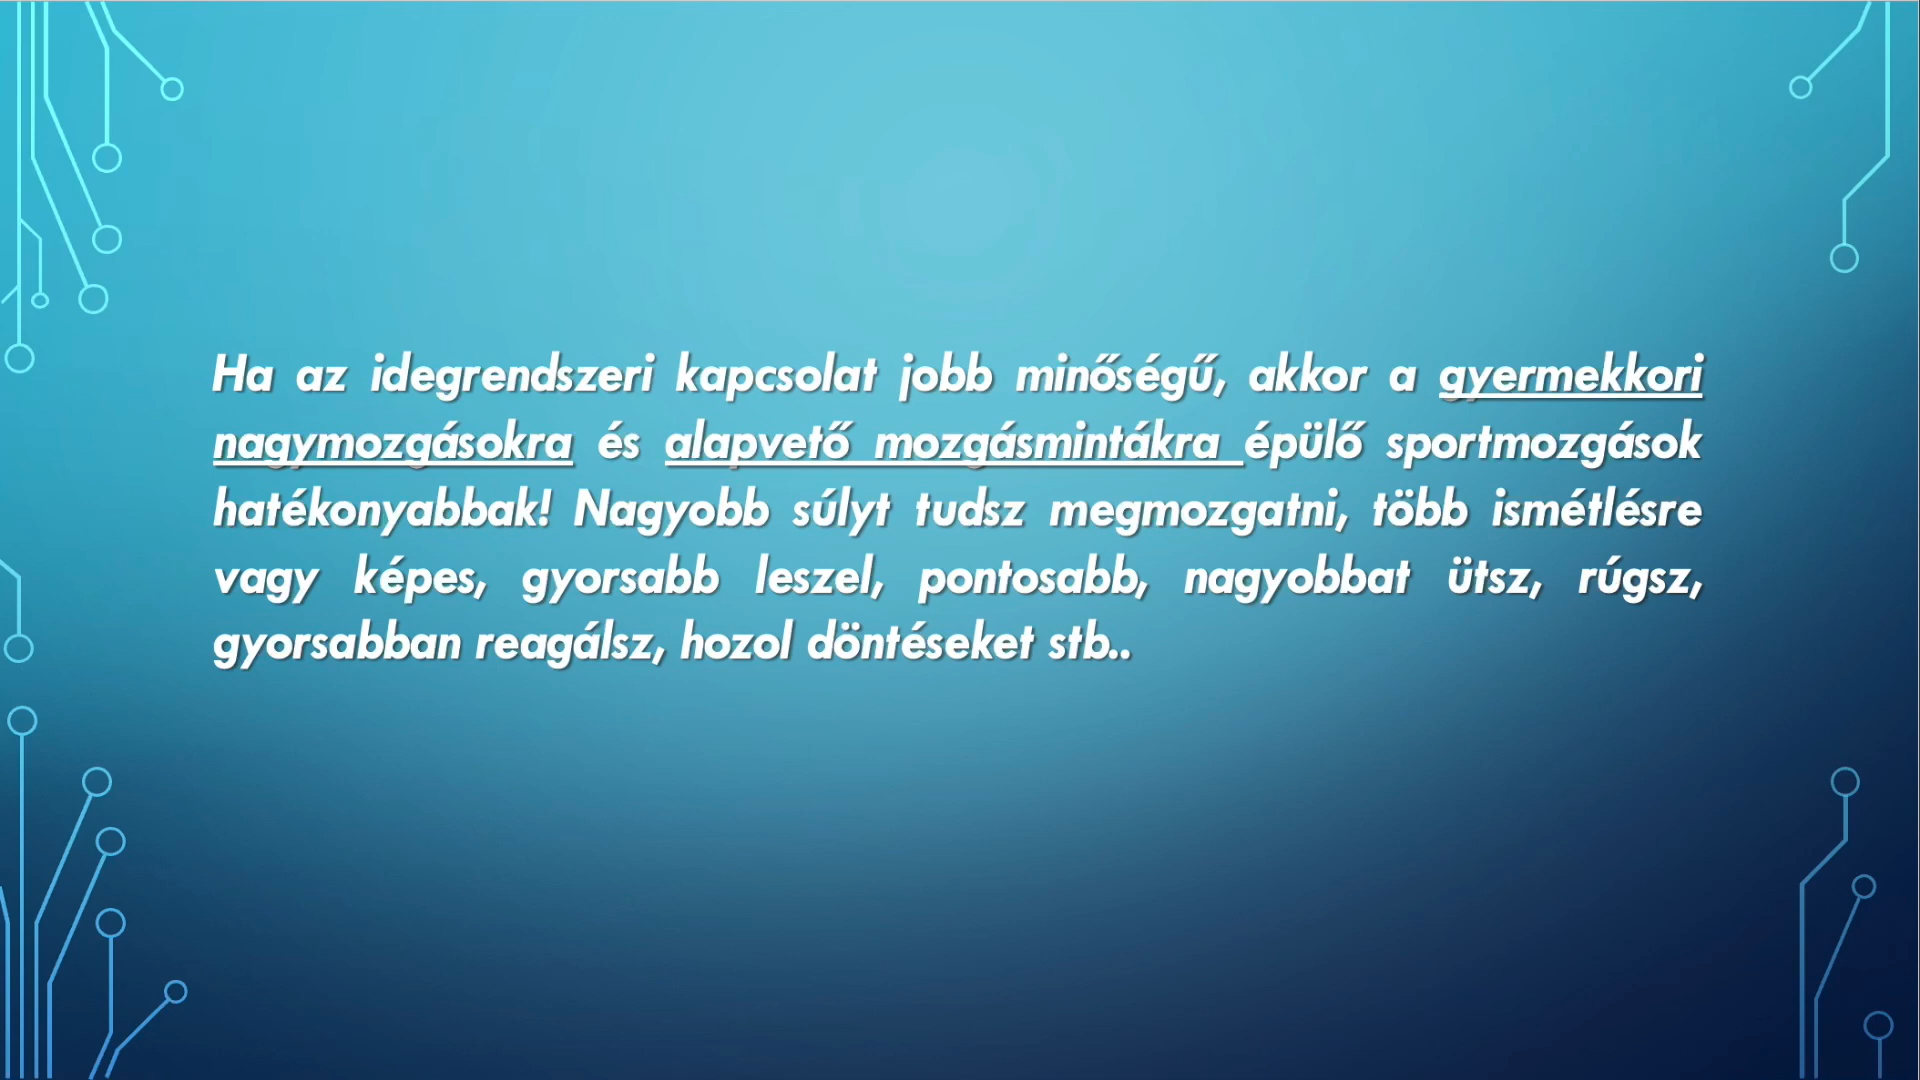 Ha az idegrendszeri kapcsolat jobb minőségű, akkor a gyermekkori
nagymozgásokra és alapvető mozgásmintákra épülő sportmozgások
hatékonyabbak! Nagyobb súlyt tudsz megmozgatni, több ismétlésre
vagy képes, gyorsabb leszel, pontosabb, nagyobbat ütsz, rúgsz,
gyorsabban reagálsz, hozol döntéseket stb..